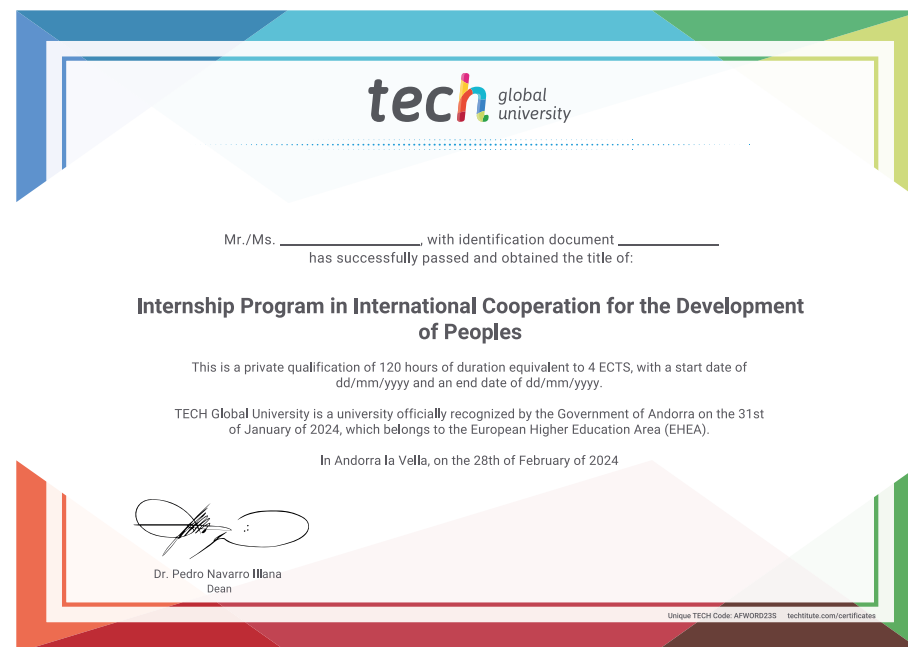 tech global university
Mr./Ms. ____________________, with identification document ______________
has successfully passed and obtained the title of:
Internship Program in International Cooperation for the Development
of Peoples
This is a private qualification of 120 hours of duration equivalent to 4 ECTS, with a start date of
dd/mm/yyyy and an end date of dd/mm/yyyy.
TECH Global University is a university officially recognized by the Government of Andorra on the 31st
of January of 2024, which belongs to the European Higher Education Area (EHEA).
In Andorra la Vella, on the 28th of February of 2024
Dr. Pedro Navarro Illana
Dean
Unique TECH Code: AFWORD23S techtitute.com/certificates